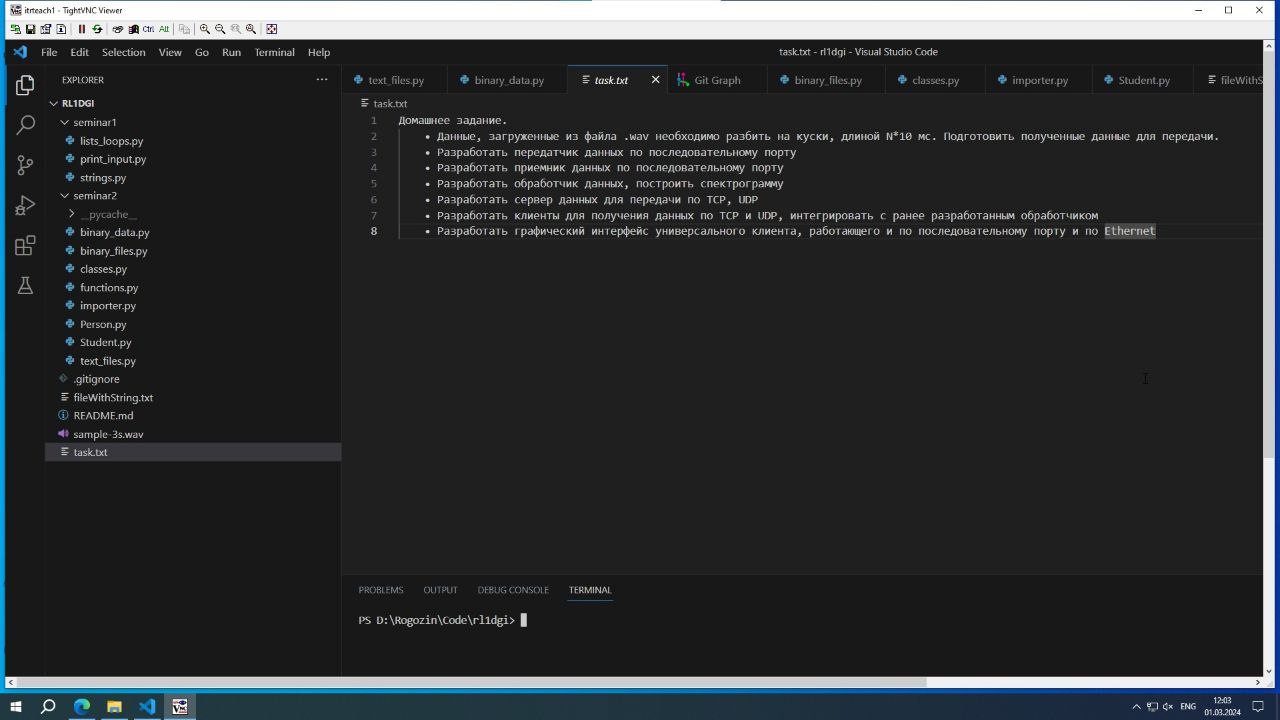 itrteach1 - TightVNC Viewer
Ctrl Alt
File Edit Selection View Go Run Terminal Help
task.txt - rl1dgi - Visual Studio Code
EXPLORER
text_files.py binary_data.py task.txt Git Graph binary_files.py classes.py importer.py Student.py fileWithS
RL1DGI
seminar1
lists_loops.py
print_input.py
strings.py
seminar2
__pycache__
binary_data.py
binary_files.py
classes.py
functions.py
importer.py
Person.py
Student.py
text_files.py
.gitignore
fileWithString.txt
README.md
sample-3s.wav
task.txt
task.txt
1 Домашнее задание.
2 • Данные, загруженные из файла .wav необходимо разбить на куски, длиной N*10 мс. Подготовить полученные данные для передачи.
3 • Разработать передатчик данных по последовательному порту
4 • Разработать приемник данных по последовательному порту
5 • Разработать обработчик данных, построить спектрограмму
6 • Разработать сервер данных для передачи по TCP, UDP
7 • Разработать клиенты для получения данных по TCP и UDP, интегрировать с ранее разработанным обработчиком
8 • Разработать графический интерфейс универсального клиента, работающего и по последовательному порту и по Ethernet
PROBLEMS OUTPUT DEBUG CONSOLE TERMINAL
PS D:\Rogozin\Code\rl1dgi>
ENG
12:03
01.03.2024